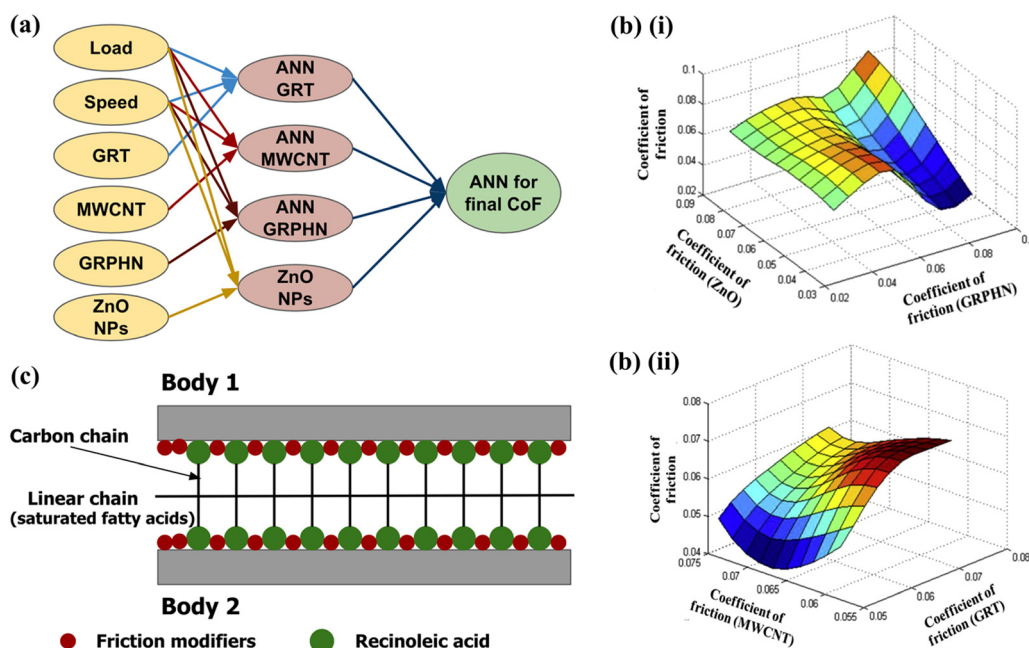 (a)
Load
Speed
GRT
MWCNT
GRPHN
ZnO
NPs
ANN
GRT
ANN
MWCNT
ANN
GRPHN
ZnO
NPs
ANN for
final CoF
(b) (i)
Coefficient of
friction
0.1
0.08
0.06
0.04
0.02
0.09
0.08
0.07
0.06
0.05
0.04
0.03
Coefficient of
friction (ZnO)
0.02
0.04
0.06
0.08
Coefficient of
friction (GRPHN)
(c)
Body 1
Carbon chain
Linear chain
(saturated fatty acids)
Body 2
Friction modifiers
Recinoleic acid
(b) (ii)
Coefficient of
friction
0.08
0.07
0.06
0.05
0.04
0.075
0.07
0.065
0.06
0.055
Coefficient of
friction (MWCNT)
0.05
0.06
0.07
0.08
Coefficient of
friction (GRT)